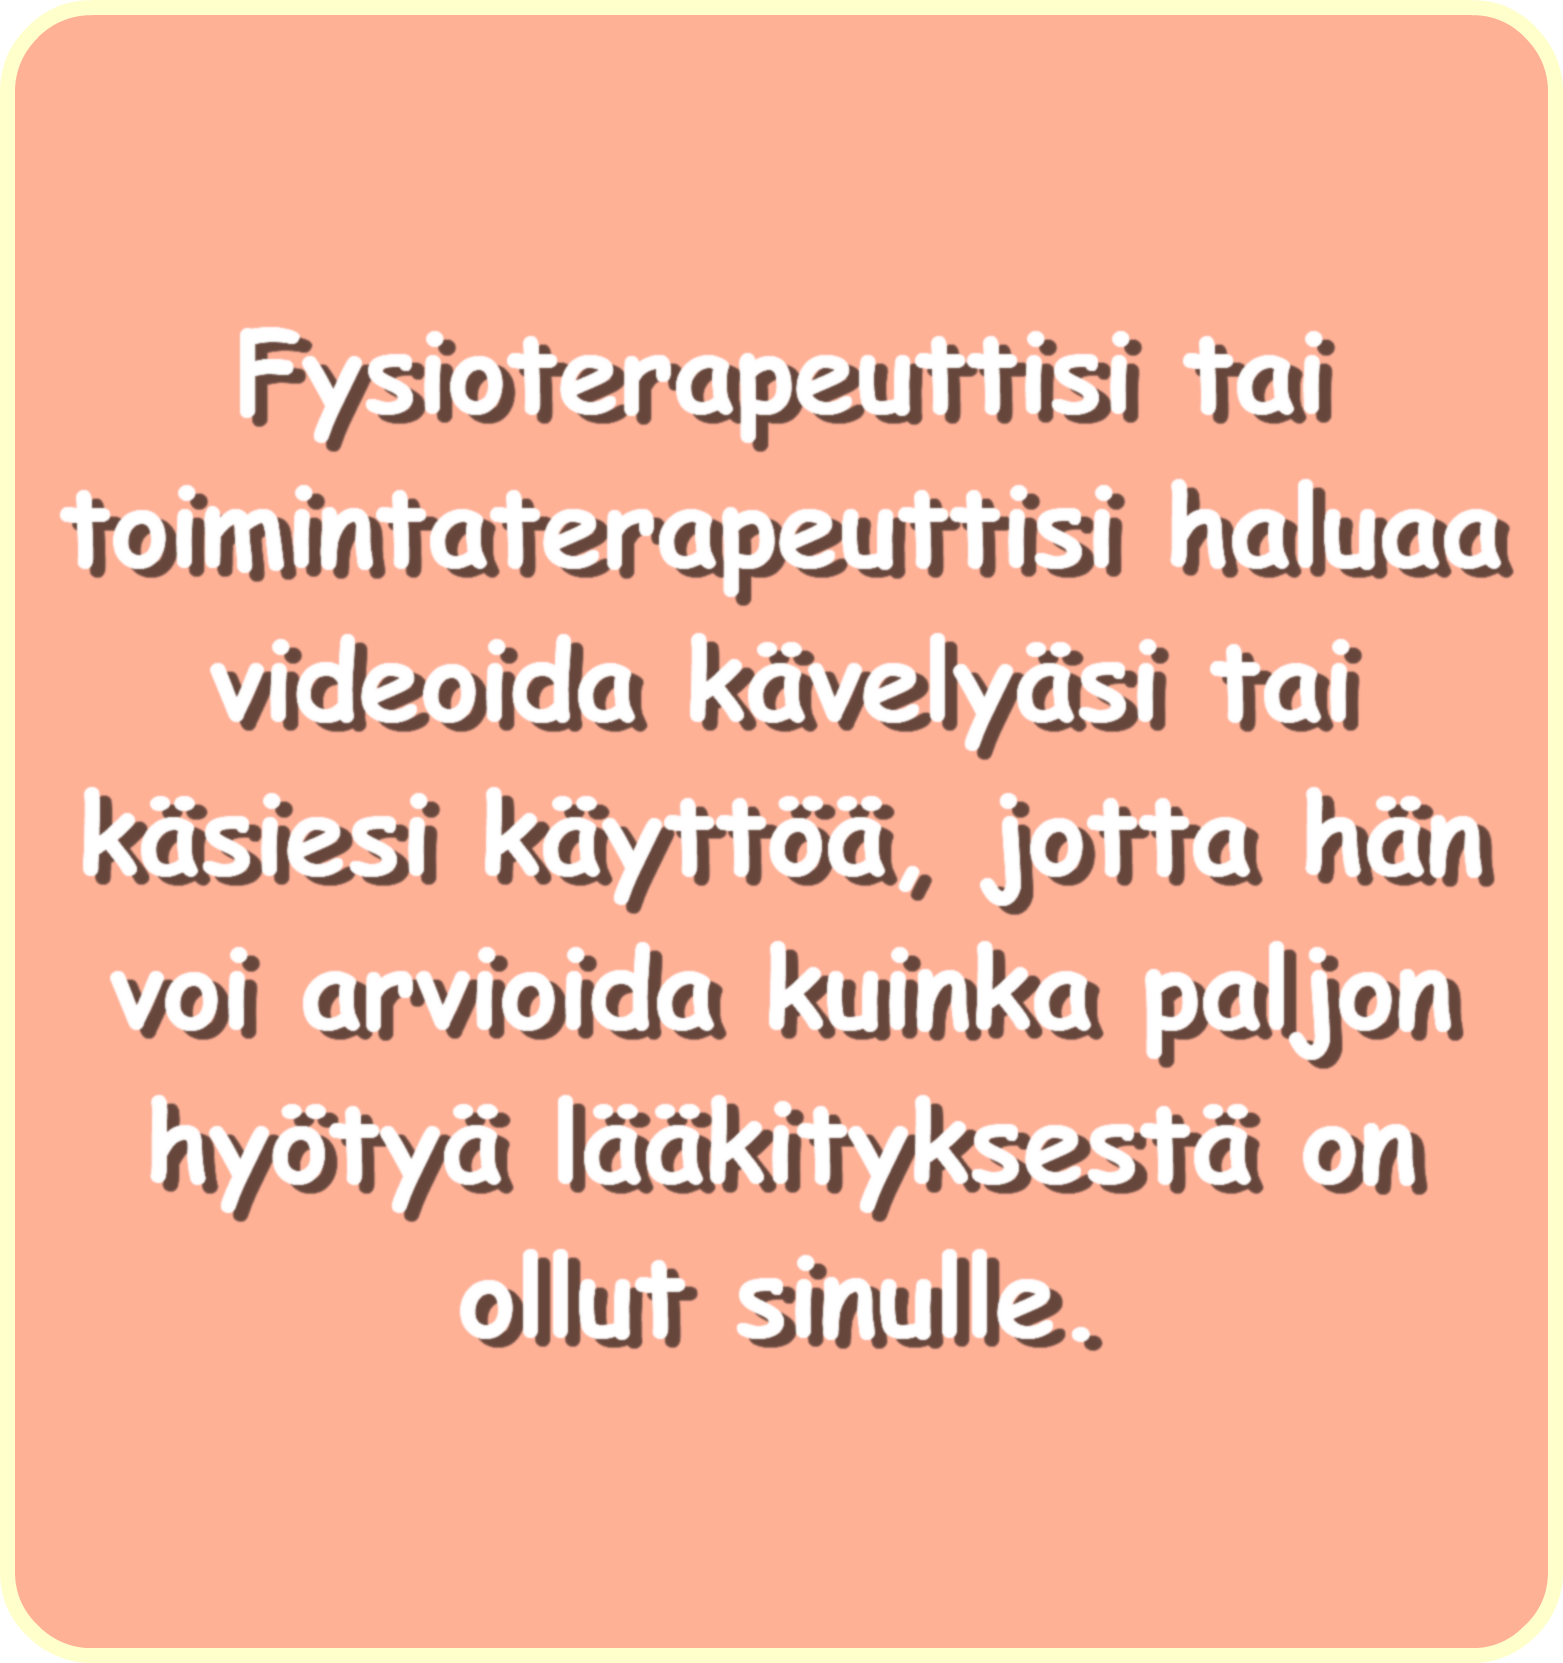 Fysioterapeuttisi tai
toimintaterapeuttisi haluaa
videoida kävelyäsi tai
käsiesi käyttöä, jotta hän
voi arvioida kuinka paljon
hyötyä lääkityksestä on
ollut sinulle.